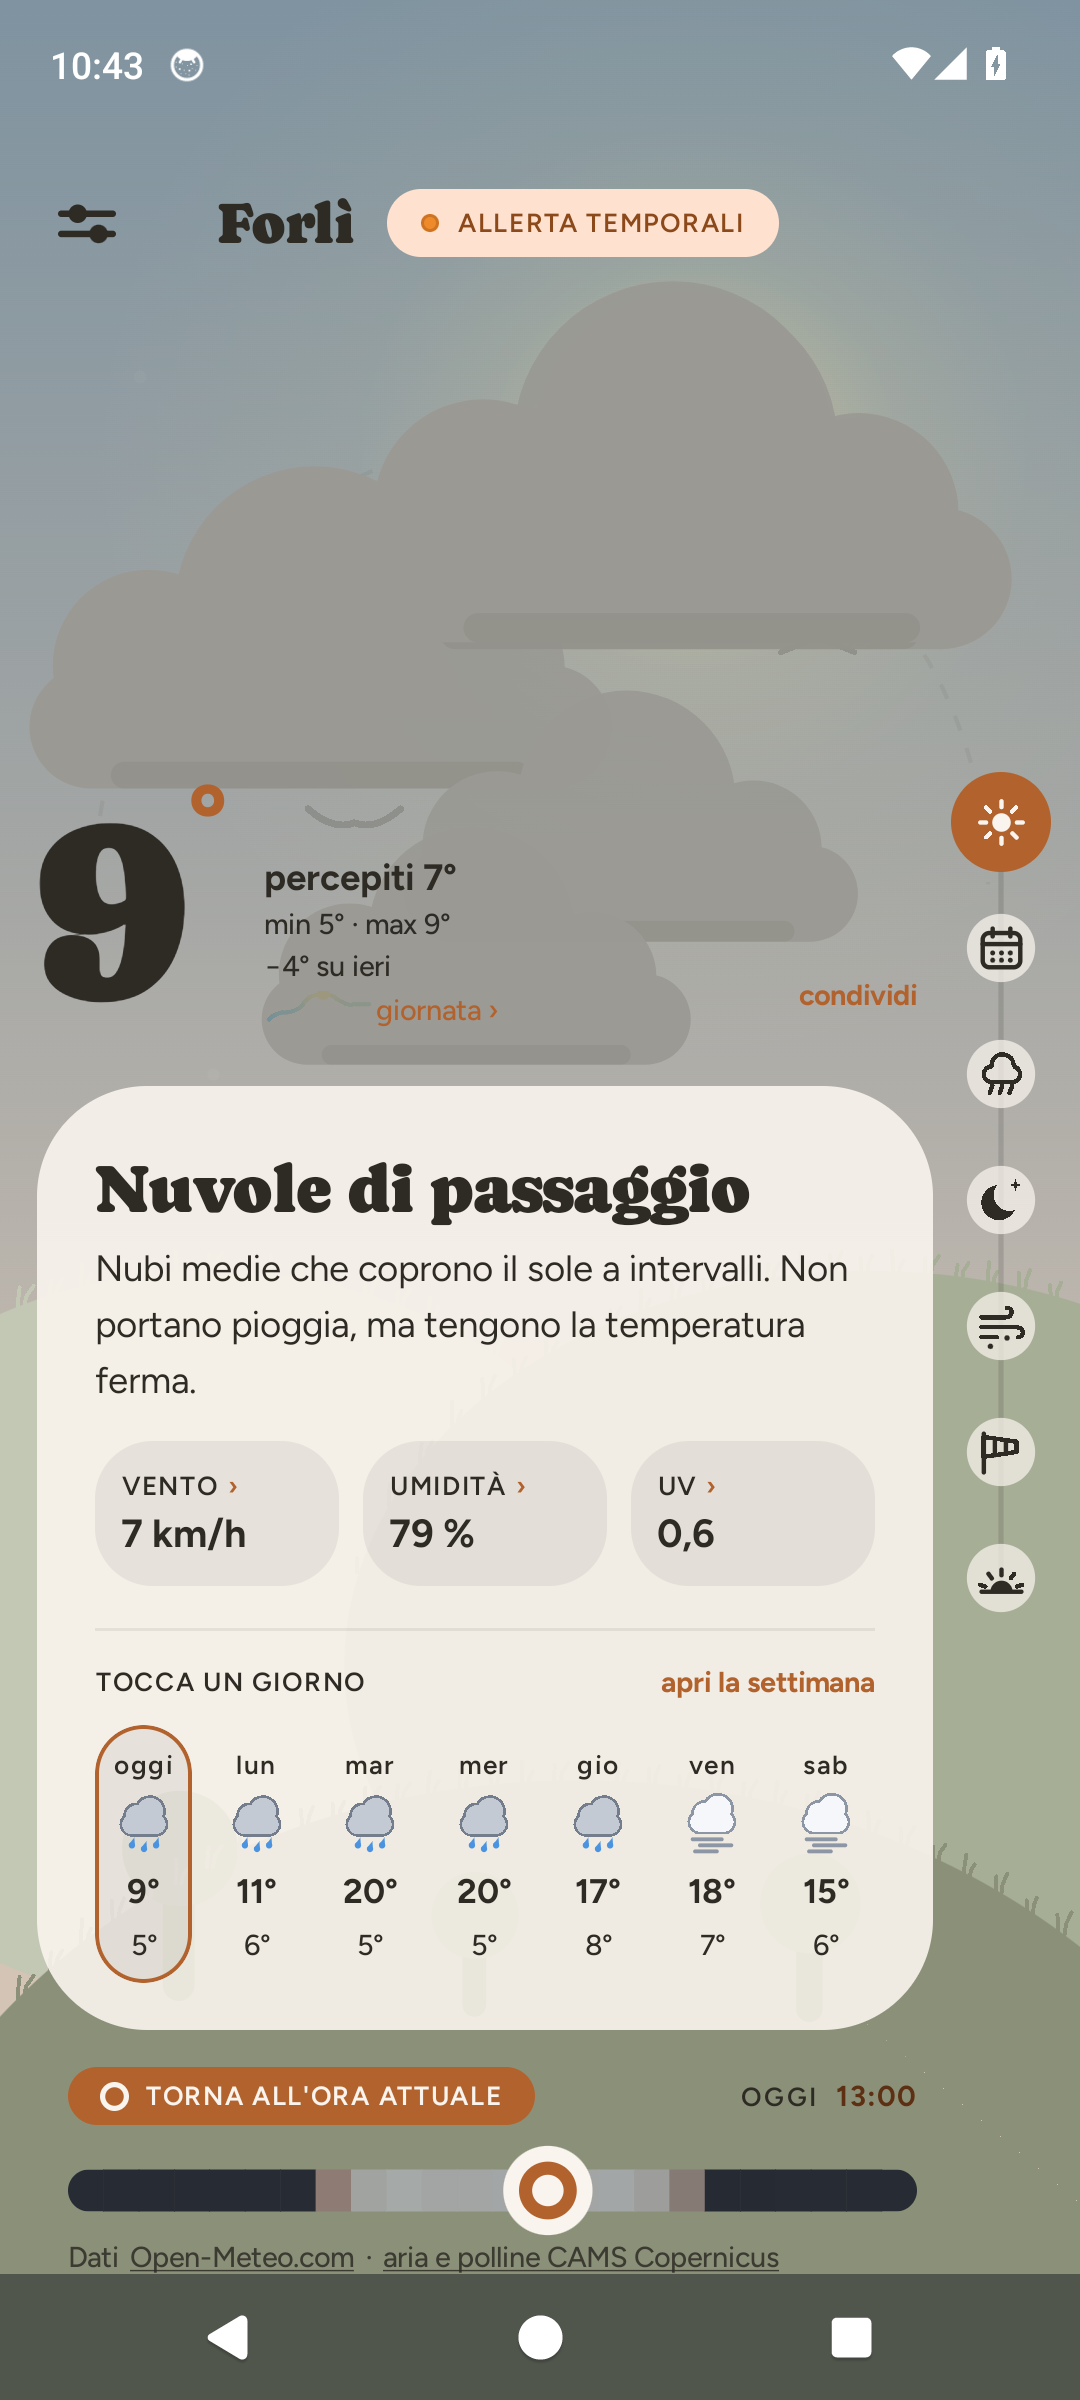 10:43
Forlì
ALLERTA TEMPORALI
9°
percepiti 7°
min 5° · max 9°
−4° su ieri
giornata ›
condividi
Nuvole di passaggio
Nubi medie che coprono il sole a intervalli. Non
portano pioggia, ma tengono la temperatura
ferma.
VENTO › UMIDITÀ › UV ›
7 km/h 79 % 0,6
TOCCA UN GIORNO apri la settimana
oggi lun mar mer gio ven sab
9° 11° 20° 20° 17° 18° 15°
5° 6° 5° 5° 8° 7° 6°
TORNA ALL'ORA ATTUALE OGGI 13:00
Dati Open-Meteo.com · aria e polline CAMS Copernicus